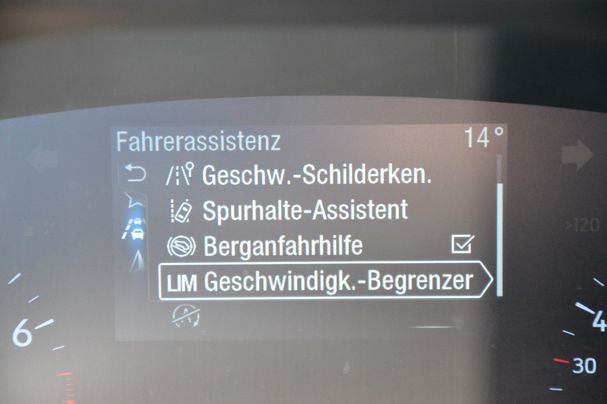 Fahrerassistenz 14°
Geschw.-Schilderken.
Spurhalte-Assistent
Berganfahrhilfe
LIM Geschwindigk.-Begrenzer
>120
6
4
30